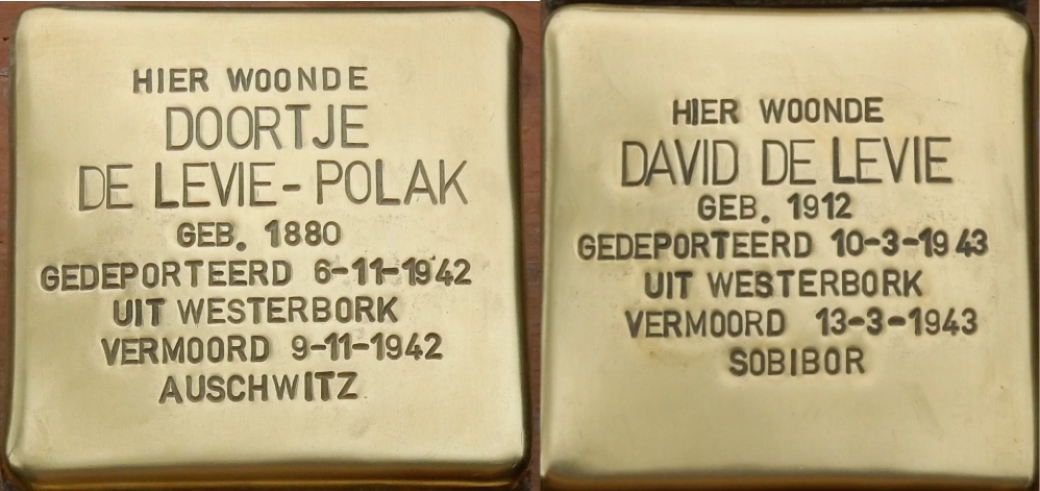 HIER WOONDE
DOORTJE
DE LEVIE-POLAK
GEB. 1880
GEDEPORTEERD 6-11-1942
UIT WESTERBORK
VERMOORD 9-11-1942
AUSCHWITZ
HIER WOONDE
DAVID DE LEVIE
GEB. 1912
GEDEPORTEERD 10-3-1943
UIT WESTERBORK
VERMOORD 13-3-1943
SOBIBOR